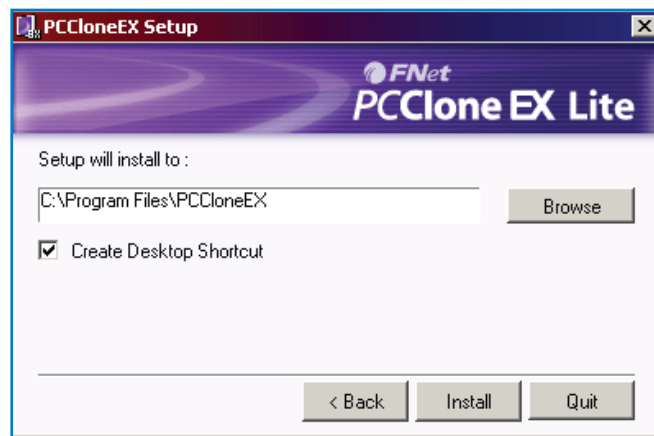 PCCloneEX Setup
FNet
PCClone EX Lite
Setup will install to :
C:\Program Files\PCCloneEX
Browse
Create Desktop Shortcut
< Back
Install
Quit